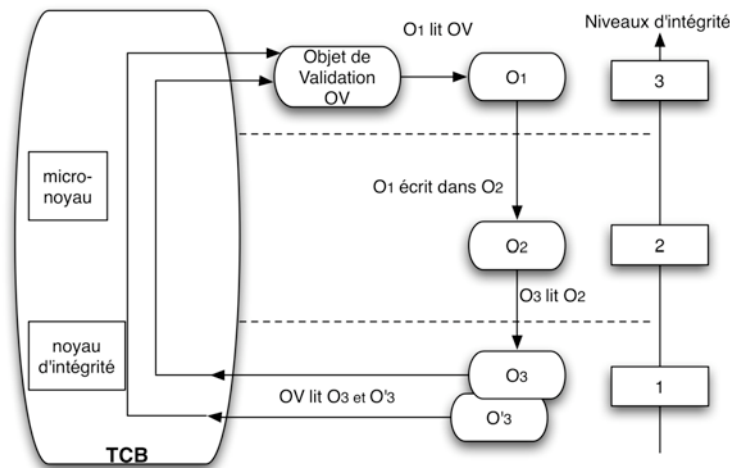 Niveaux d'intégrité
O1 lit OV
Objet de
Validation
OV
O1
3
micro-
noyau
O1 écrit dans O2
O2
2
O3 lit O2
noyau
d'intégrité
O3
1
OV lit O3 et O'3
O'3
TCB